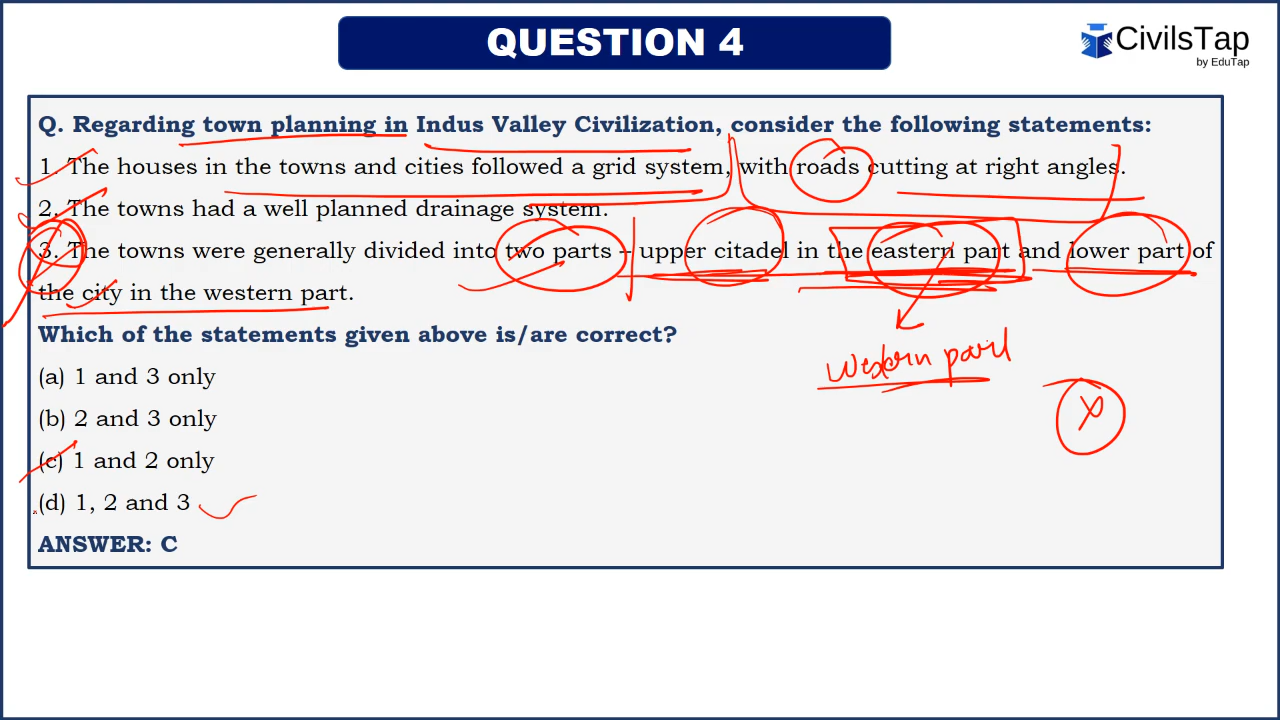 QUESTION 4
CivilsTap
by EduTap
Q. Regarding town planning in Indus Valley Civilization, consider the following statements:
1. The houses in the towns and cities followed a grid system, with roads cutting at right angles.
2. The towns had a well planned drainage system.
3. The towns were generally divided into two parts – upper citadel in the eastern part and lower part of
the city in the western part.
Which of the statements given above is/are correct?
Western part
(a) 1 and 3 only
(b) 2 and 3 only
(c) 1 and 2 only
(d) 1, 2 and 3
ANSWER: C